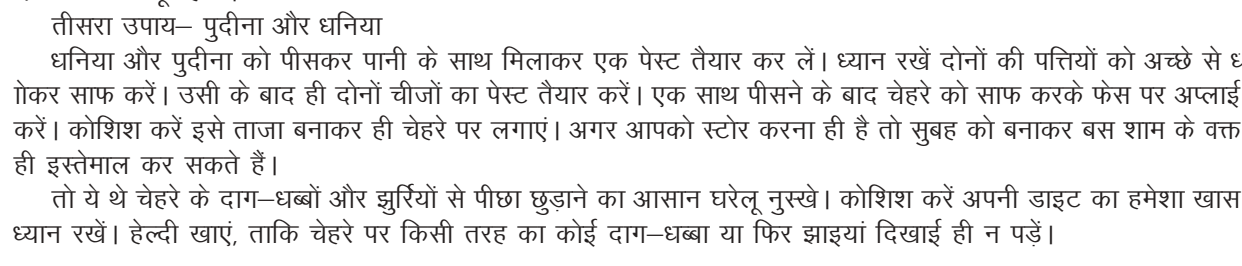 तीसरा उपाय– पुदीना और धनिया
धनिया और पुदीना को पीसकर पानी के साथ मिलाकर एक पेस्ट तैयार कर लें। ध्यान रखें दोनों की पत्तियों को अच्छे से ध
ोकर साफ करें। उसी के बाद ही दोनों चीजों का पेस्ट तैयार करें। एक साथ पीसने के बाद चेहरे को साफ करके फेस पर अप्लाई
करें। कोशिश करें इसे ताजा बनाकर ही चेहरे पर लगाएं। अगर आपको स्टोर करना ही है तो सुबह को बनाकर बस शाम के वक्त
ही इस्तेमाल कर सकते हैं।
तो ये थे चेहरे के दाग–धब्बों और झुर्रियों से पीछा छुड़ाने का आसान घरेलू नुस्खे। कोशिश करें अपनी डाइट का हमेशा खास
ध्यान रखें। हेल्दी खाएं, ताकि चेहरे पर किसी तरह का कोई दाग–धब्बा या फिर झाइयां दिखाई ही न पड़ें।